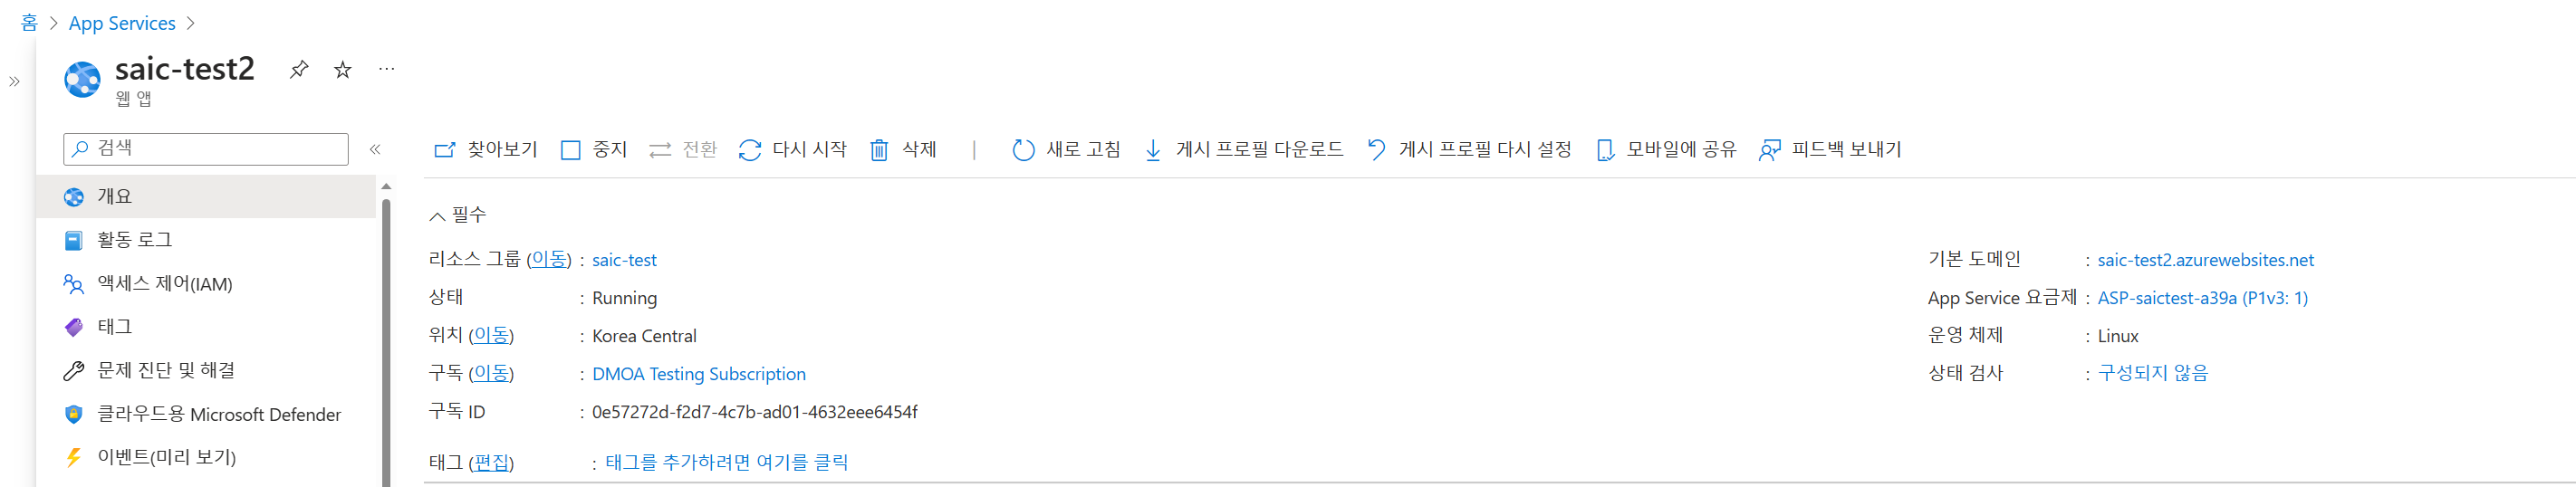 홈 > App Services >
saic-test2
웹 앱
검색
찾아보기 중지 전환 다시 시작 삭제 | 새로 고침 게시 프로필 다운로드 게시 프로필 다시 설정 모바일에 공유 피드백 보내기
개요
활동 로그
액세스 제어(IAM)
태그
문제 진단 및 해결
클라우드용 Microsoft Defender
이벤트(미리 보기)
필수
리소스 그룹 (이동) : saic-test
상태 : Running
위치 (이동) : Korea Central
구독 (이동) : DMOA Testing Subscription
구독 ID : 0e57272d-f2d7-4c7b-ad01-4632eee6454f
태그 (편집) : 태그를 추가하려면 여기를 클릭
기본 도메인 : saic-test2.azurewebsites.net
App Service 요금제 : ASP-saictest-a39a (P1v3: 1)
운영 체제 : Linux
상태 검사 : 구성되지 않음